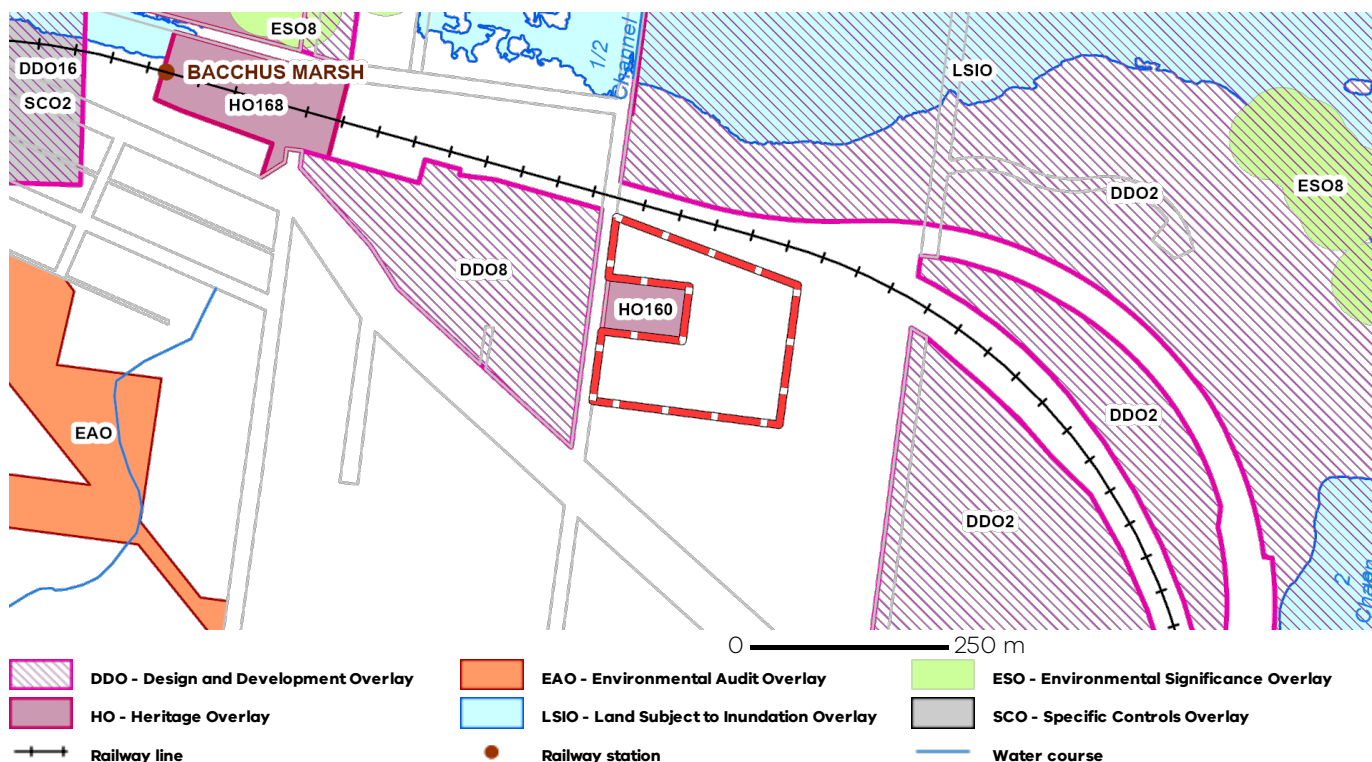 ESO8
1/2
Channel
DDO16
BACCHUS MARSH
LSIO
SCO2
HO168
ESO8
DDO2
DDO8
HO160
DDO2
EAO
DDO2
2
0 250 m
DDO - Design and Development Overlay
EAO - Environmental Audit Overlay
ESO - Environmental Significance Overlay
HO - Heritage Overlay
LSIO - Land Subject to Inundation Overlay
SCO - Specific Controls Overlay
Railway line
Railway station
Water course